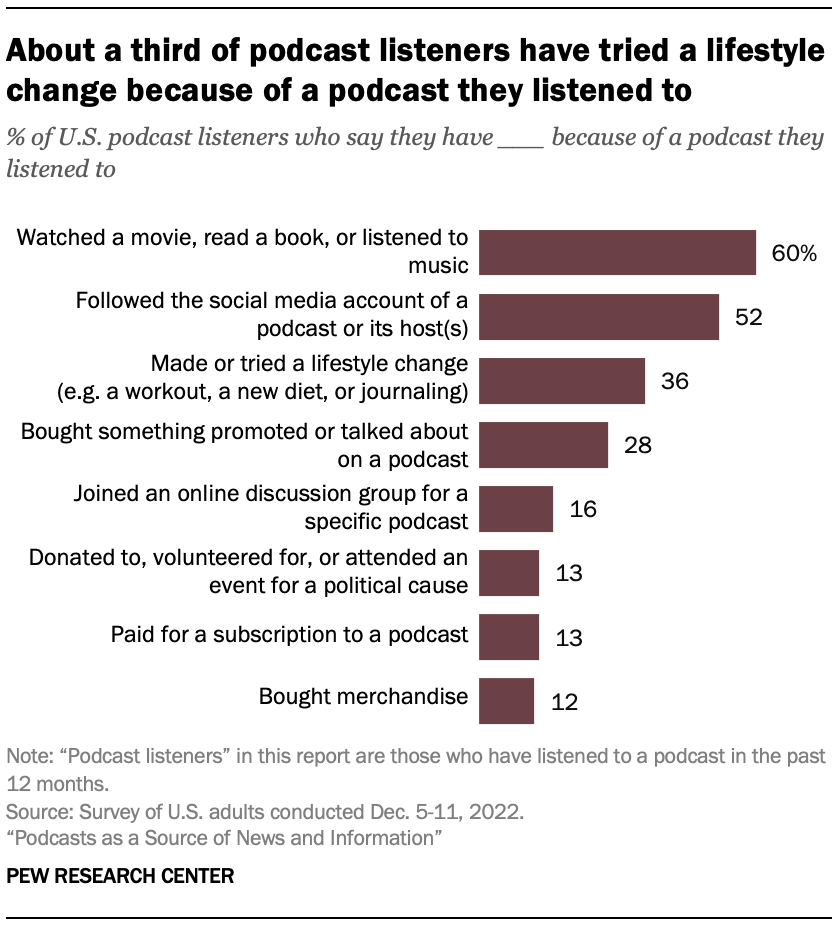 About a third of podcast listeners have tried a lifestyle
change because of a podcast they listened to
% of U.S. podcast listeners who say they have ___ because of a podcast they
listened to
Watched a movie, read a book, or listened to
music
60%
Followed the social media account of a
podcast or its host(s)
52
Made or tried a lifestyle change
(e.g. a workout, a new diet, or journaling)
36
Bought something promoted or talked about
on a podcast
28
Joined an online discussion group for a
specific podcast
16
Donated to, volunteered for, or attended an
event for a political cause
13
Paid for a subscription to a podcast
13
Bought merchandise
12
Note: “Podcast listeners” in this report are those who have listened to a podcast in the past
12 months.
Source: Survey of U.S. adults conducted Dec. 5-11, 2022.
“Podcasts as a Source of News and Information”
PEW RESEARCH CENTER